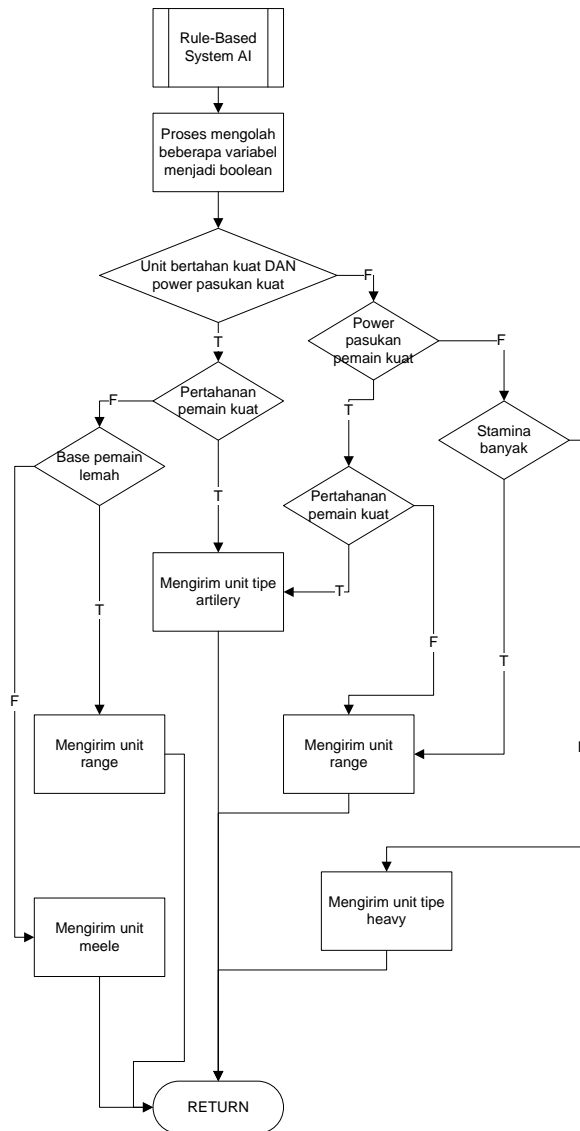 Rule-Based
System AI
Proses mengolah
beberapa variabel
menjadi boolean
Unit bertahan kuat DAN
power pasukan kuat
F
T
Power
pasukan
pemain kuat
F
Pertahanan
pemain kuat
F
T
Stamina
banyak
Base pemain
lemah
T
Pertahanan
pemain kuat
Mengirim unit tipe
artilery
T
T
F
T
F
Mengirim unit
range
Mengirim unit
range
Mengirim unit
meele
Mengirim unit tipe
heavy
RETURN